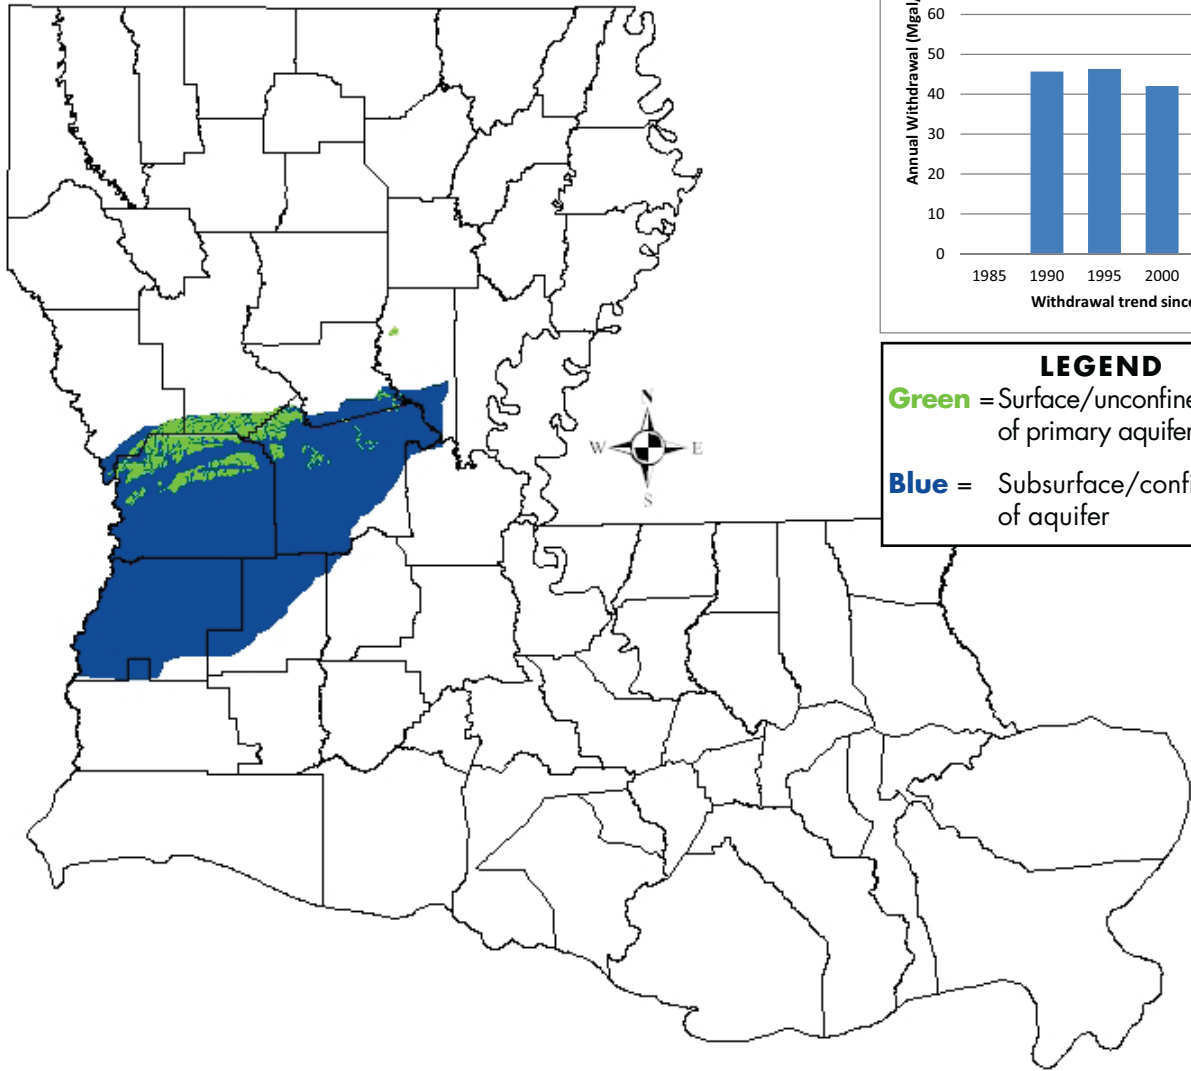 Annual Withdrawal (Mgal/
60
50
40
30
20
10
0
1985 1990 1995 2000
Withdrawal trend since
LEGEND
Green = Surface/unconfine
of primary aquifer
Blue = Subsurface/confi
of aquifer
N
W E
S